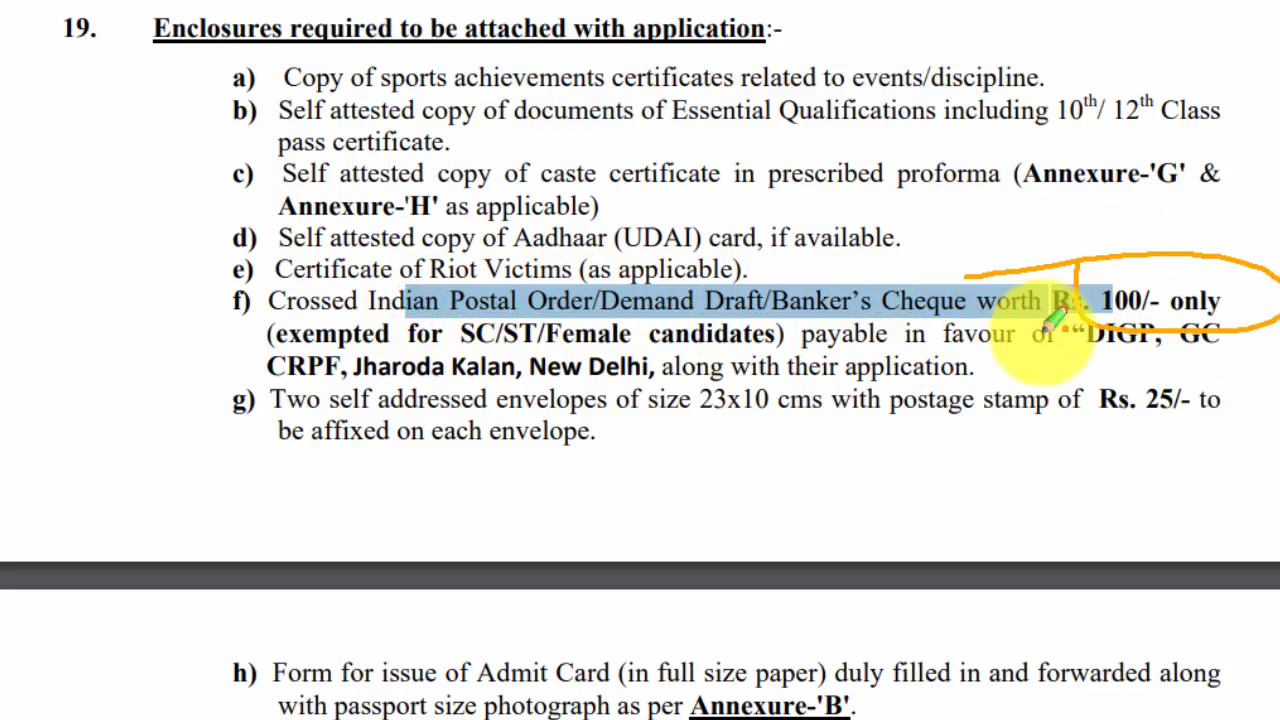 19. Enclosures required to be attached with application:-
a) Copy of sports achievements certificates related to events/discipline.
b) Self attested copy of documents of Essential Qualifications including 10th/ 12th Class
pass certificate.
c) Self attested copy of caste certificate in prescribed proforma (Annexure-'G' &
Annexure-'H' as applicable)
d) Self attested copy of Aadhaar (UDAI) card, if available.
e) Certificate of Riot Victims (as applicable).
f) Crossed Indian Postal Order/Demand Draft/Banker's Cheque worth Rs. 100/- only
(exempted for SC/ST/Female candidates) payable in favour of “DIGP, GC
CRPF, Jharoda Kalan, New Delhi, along with their application.
g) Two self addressed envelopes of size 23x10 cms with postage stamp of Rs. 25/- to
be affixed on each envelope.
h) Form for issue of Admit Card (in full size paper) duly filled in and forwarded along
with passport size photograph as per Annexure-'B'.